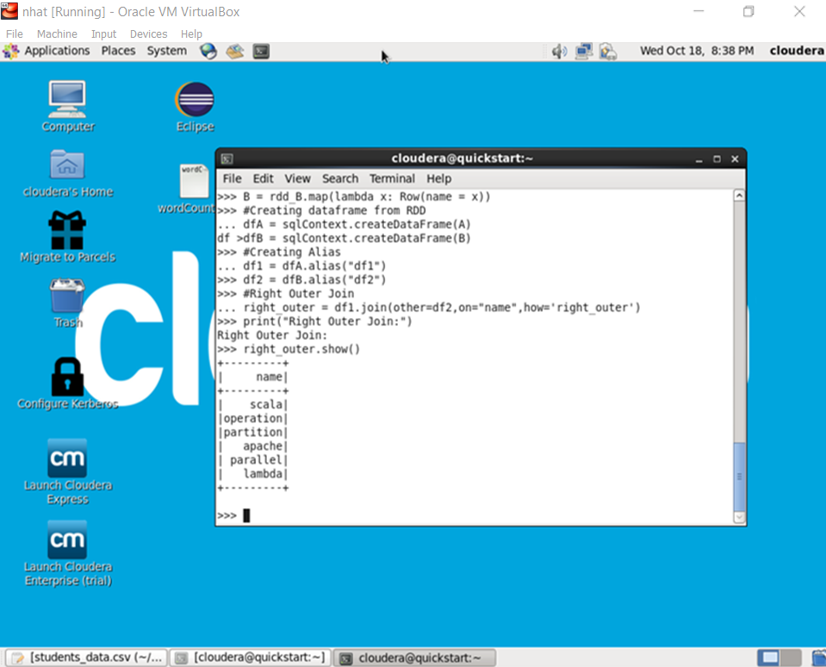 nhat [Running] - Oracle VM VirtualBox
File Machine Input Devices Help
Applications Places System
Wed Oct 18, 8:38 PM cloudera
Computer
Eclipse
cloudera's Home
wordC
wordCount
Migrate to Parcels
Trash
Configure Kerberos
cm
Launch Cloudera
Express
cm
Launch Cloudera
Enterprise (trial)
clo
cloudera@quickstart:~
File Edit View Search Terminal Help
>>> B = rdd_B.map(lambda x: Row(name = x))
>>> #Creating dataframe from RDD
... dfA = sqlContext.createDataFrame(A)
df >dfB = sqlContext.createDataFrame(B)
>>> #Creating Alias
... df1 = dfA.alias("df1")
>>> df2 = dfB.alias("df2")
>>> #Right Outer Join
... right_outer = df1.join(other=df2,on="name",how='right_outer')
>>> print("Right Outer Join:")
Right Outer Join:
>>> right_outer.show()
+---------+
|     name|
+---------+
|    scala|
|operation|
|partition|
|   apache|
| parallel|
|   lambda|
+---------+
>>>
[students_data.csv (~/... [cloudera@quickstart:~] cloudera@quickstart:~